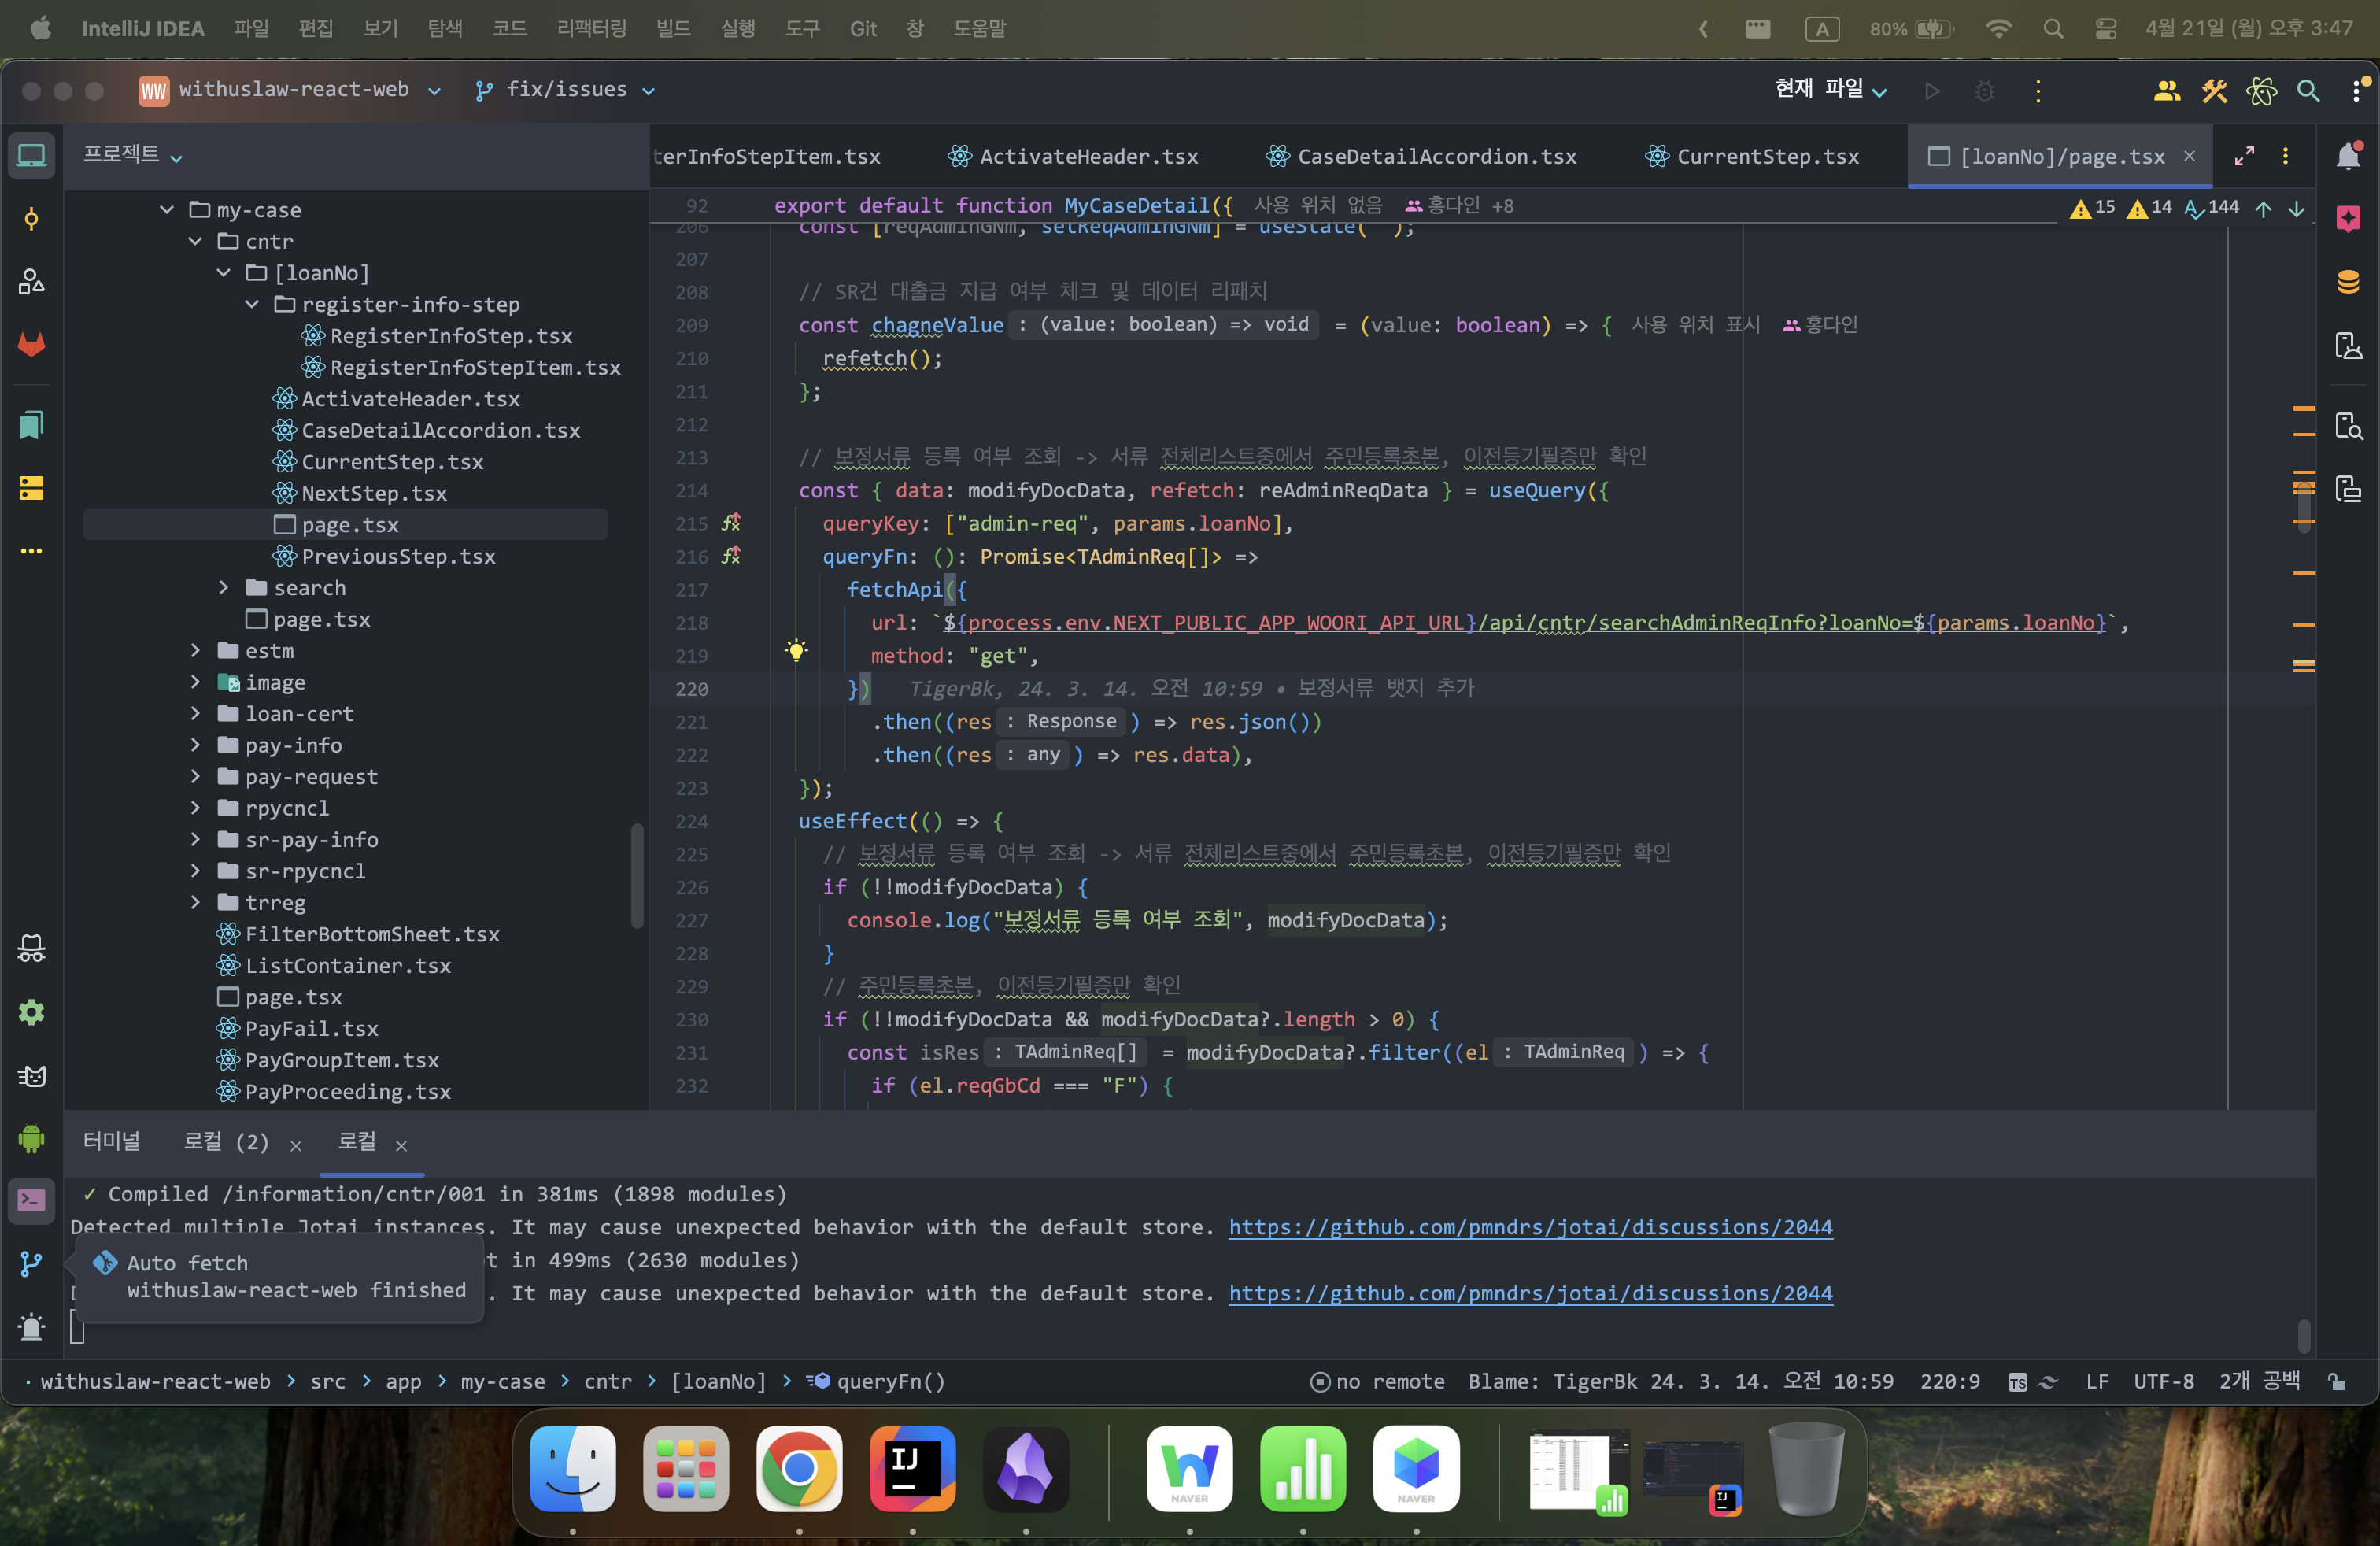 IntelliJ IDEA 파일 편집 보기 탐색 코드 리팩터링 빌드 실행 도구 Git 창 도움말 A 80% 4월 21일 (월) 오후 3:47
WW withuslaw-react-web fix/issues 현재 파일
프로젝트
terInfoStepItem.tsx ActivateHeader.tsx CaseDetailAccordion.tsx CurrentStep.tsx [loanNo]/page.tsx
my-case
cntr
[loanNo]
register-info-step
RegisterInfoStep.tsx
RegisterInfoStepItem.tsx
ActivateHeader.tsx
CaseDetailAccordion.tsx
CurrentStep.tsx
NextStep.tsx
page.tsx
PreviousStep.tsx
search
page.tsx
estm
image
loan-cert
pay-info
pay-request
rpycncl
sr-pay-info
sr-rpycncl
trreg
FilterBottomSheet.tsx
ListContainer.tsx
page.tsx
PayFail.tsx
PayGroupItem.tsx
PayProceeding.tsx
92 export default function MyCaseDetail({ 사용 위치 없음 홍다인 +8
15 14 144
206 const [reqAdminGNm, setReqAdminGNm] = useState( );
207
208 // SR건 대출금 지급 여부 체크 및 데이터 리패치
209 const chagneValue : (value: boolean) => void = (value: boolean) => { 사용 위치 표시 홍다인
210 refetch();
211 };
212
213 // 보정서류 등록 여부 조회 -> 서류 전체리스트중에서 주민등록초본, 이전등기필증만 확인
214 const { data: modifyDocData, refetch: reAdminReqData } = useQuery({
215 queryKey: ["admin-req", params.loanNo],
216 queryFn: (): Promise<TAdminReq[]> =>
217 fetchApi({
218 url: `${process.env.NEXT_PUBLIC_APP_WOORI_API_URL}/api/cntr/searchAdminReqInfo?loanNo=${params.loanNo}`,
219 method: "get",
220 }) TigerBk, 24. 3. 14. 오전 10:59 • 보정서류 뱃지 추가
221 .then((res : Response ) => res.json())
222 .then((res : any ) => res.data),
223 });
224 useEffect(() => {
225 // 보정서류 등록 여부 조회 -> 서류 전체리스트중에서 주민등록초본, 이전등기필증만 확인
226 if (!!modifyDocData) {
227 console.log("보정서류 등록 여부 조회", modifyDocData);
228 }
229 // 주민등록초본, 이전등기필증만 확인
230 if (!!modifyDocData && modifyDocData?.length > 0) {
231 const isRes : TAdminReq[] = modifyDocData?.filter((el : TAdminReq ) => {
232 if (el.reqGbCd === "F") {
터미널 로컬 (2) 로컬
✓ Compiled /information/cntr/001 in 381ms (1898 modules)
Detected multiple Jotai instances. It may cause unexpected behavior with the default store. https://github.com/pmndrs/jotai/discussions/2044
t in 499ms (2630 modules)
. It may cause unexpected behavior with the default store. https://github.com/pmndrs/jotai/discussions/2044
Auto fetch
withuslaw-react-web finished
withuslaw-react-web > src > app > my-case > cntr > [loanNo] > queryFn() no remote Blame: TigerBk 24. 3. 14. 오전 10:59 220:9 TS LF UTF-8 2개 공백
IJ
NAVER
NAVER
IJ